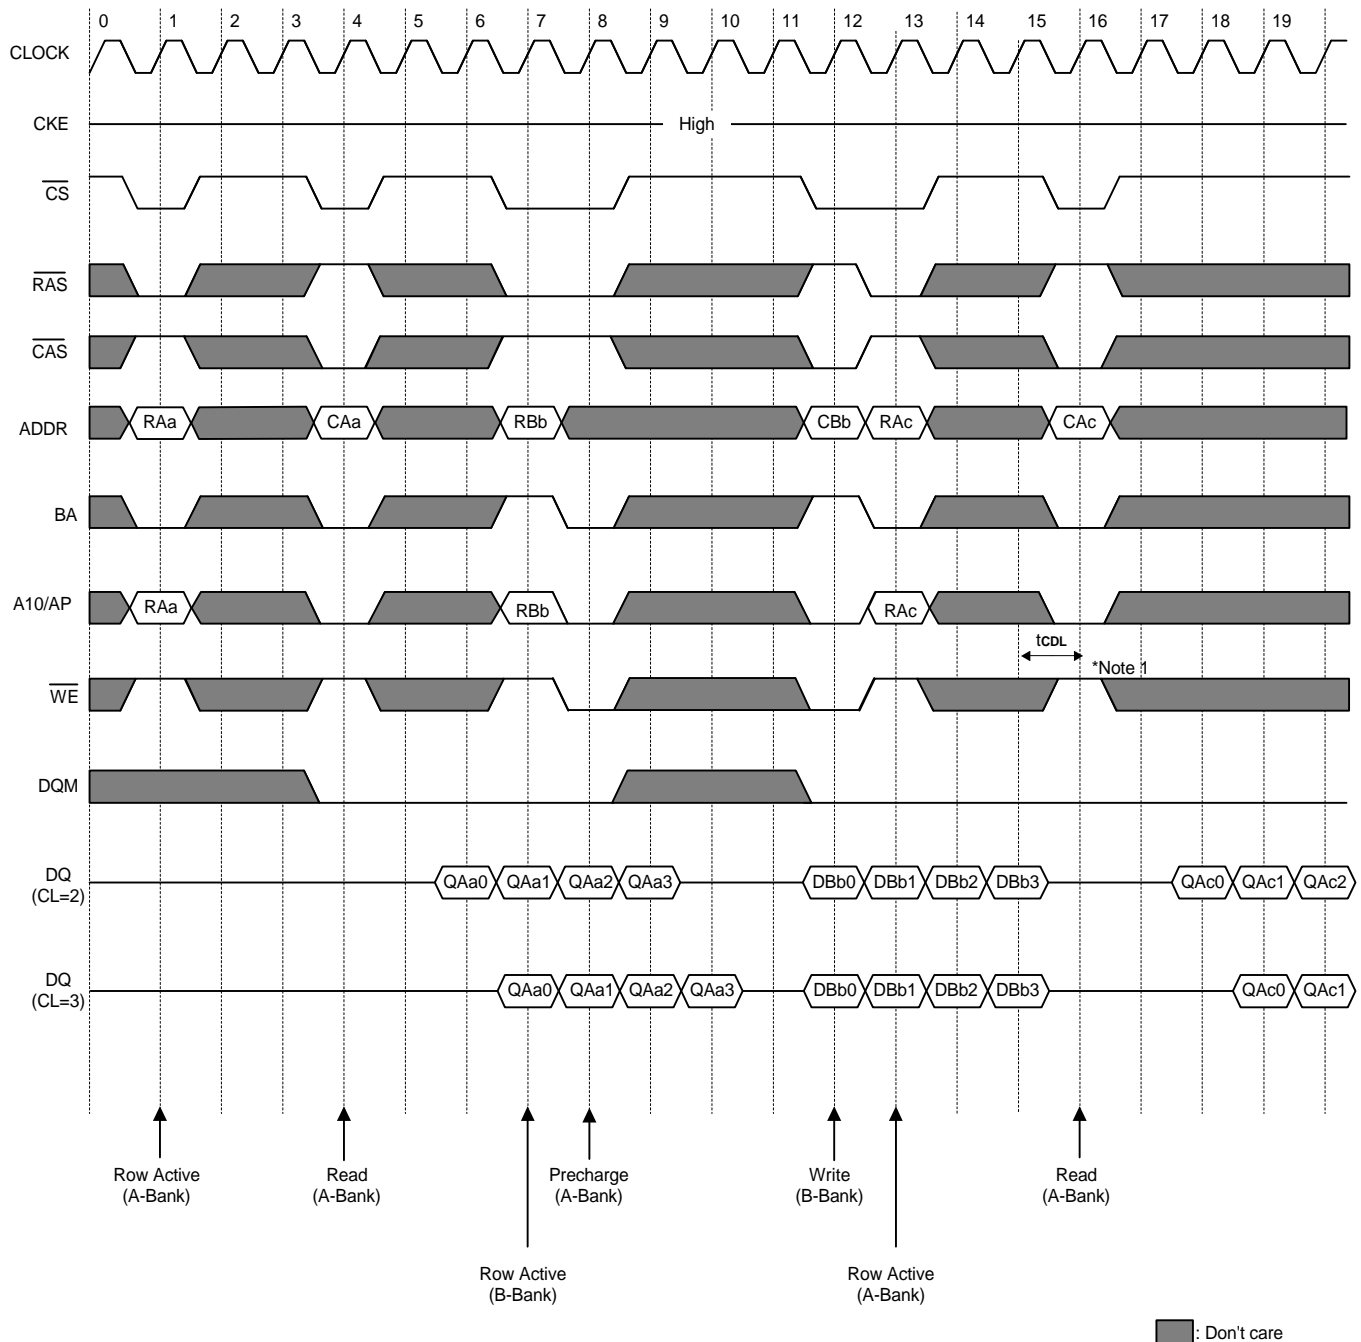 0 1 2 3 4 5 6 7 8 9 10 11 12 13 14 15 16 17 18 19
CLOCK
CKE High
CS
RAS
CAS
ADDR RAa CAa RBb CBb RAc CAc
BA
A10/AP RAa RBb RAc
tCDL
*Note 1
WE
DQM
DQ
(CL=2)
QAa0 QAa1 QAa2 QAa3 DBb0 DBb1 DBb2 DBb3 QAc0 QAc1 QAc2
DQ
(CL=3)
QAa0 QAa1 QAa2 QAa3 DBb0 DBb1 DBb2 DBb3 QAc0 QAc1
Row Active
(A-Bank)
Read
(A-Bank)
Precharge
(A-Bank)
Write
(B-Bank)
Read
(A-Bank)
Row Active
(B-Bank)
Row Active
(A-Bank)
: Don't care